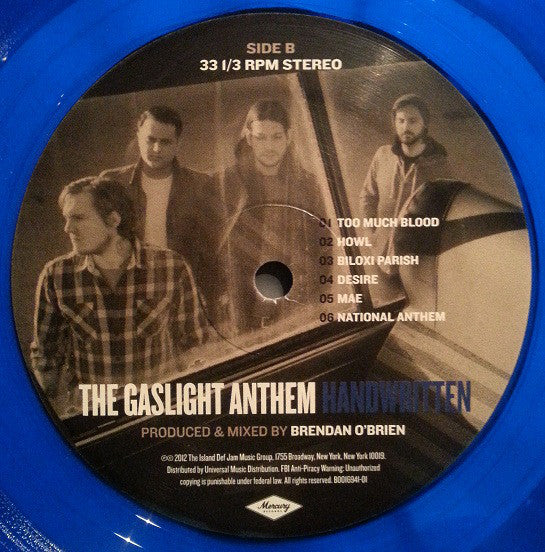 SIDE B
33 1/3 RPM STEREO
01 TOO MUCH BLOOD
02 HOWL
03 BILOXI PARISH
04 DESIRE
05 MAE
06 NATIONAL ANTHEM
THE GASLIGHT ANTHEM HANDWRITTEN
PRODUCED & MIXED BY BRENDAN O'BRIEN
℗© 2012 The Island Def Jam Music Group, 1755 Broadway, New York, New York 10019.
Distributed by Universal Music Distribution. FBI Anti-Piracy Warning: Unauthorized
copying is punishable under federal law. All rights reserved. B0016941-01
Mercury
RECORDS